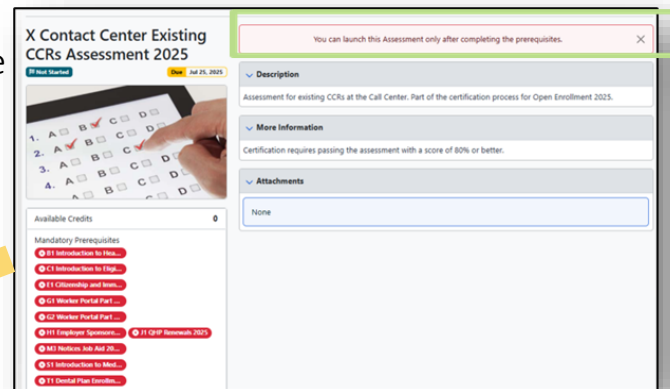 X Contact Center Existing
CCRs Assessment 2025
Not Started
Due Jul 25, 2025
1. A B C D
2. A B C D
3. A B C D
4. A B C D
A B C D
Available Credits 0
Mandatory Prerequisites
B1 Introduction to Hea...
C1 Introduction to Eligi...
E1 Citizenship and Imm...
G1 Worker Portal Part ...
G2 Worker Portal Part ...
H1 Employer Sponsore... J1 QHP Renewals 2025
M3 Notices Job Aid 20...
S1 Introduction to Med...
T1 Dental Plan Enrollm...
You can launch this Assessment only after completing the prerequisites.
Description
Assessment for existing CCRs at the Call Center. Part of the certification process for Open Enrollment 2025.
More Information
Certification requires passing the assessment with a score of 80% or better.
Attachments
None